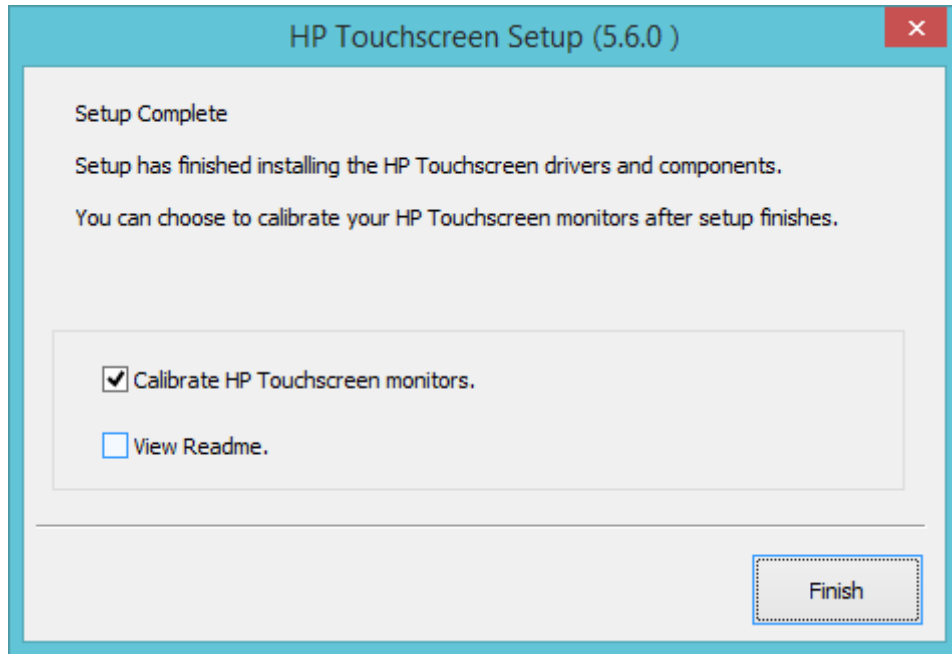 HP Touchscreen Setup (5.6.0 )
Setup Complete
Setup has finished installing the HP Touchscreen drivers and components.
You can choose to calibrate your HP Touchscreen monitors after setup finishes.
Calibrate HP Touchscreen monitors.
View Readme.
Finish